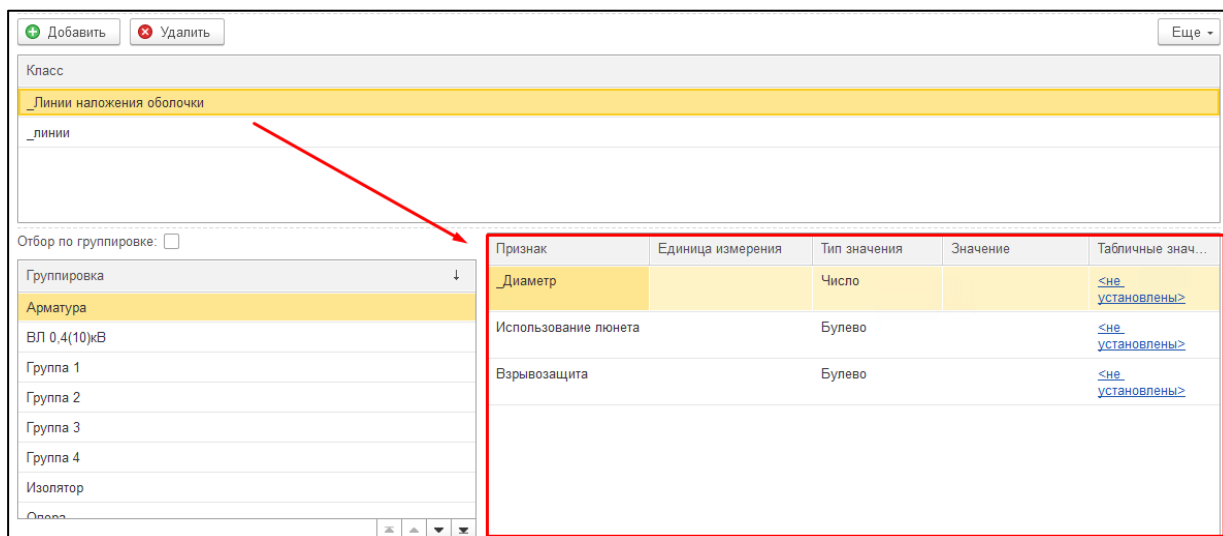 Добавить Удалить Еще
Класс
_Линии наложения оболочки
_линии
Отбор по группировке:
Группировка ↓
Арматура
ВЛ 0,4(10)кВ
Группа 1
Группа 2
Группа 3
Группа 4
Изолятор
Опора
Признак Единица измерения Тип значения Значение Табличные знач...
_Диаметр Число <не
установлены>
Использование люнета Булево <не
установлены>
Взрывозащита Булево <не
установлены>